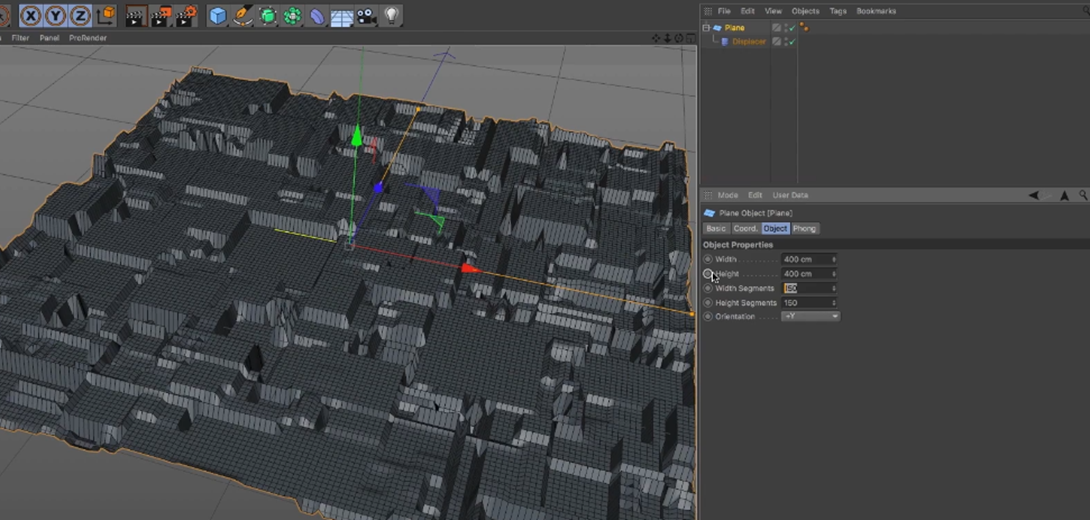 X Y Z
Filter Panel ProRender
File Edit View Objects Tags Bookmarks
Plane
Displacer
Mode Edit User Data
Plane Object [Plane]
Basic Coord. Object Phong
Object Properties
Width 400 cm
Height 400 cm
Width Segments 150
Height Segments 150
Orientation +Y